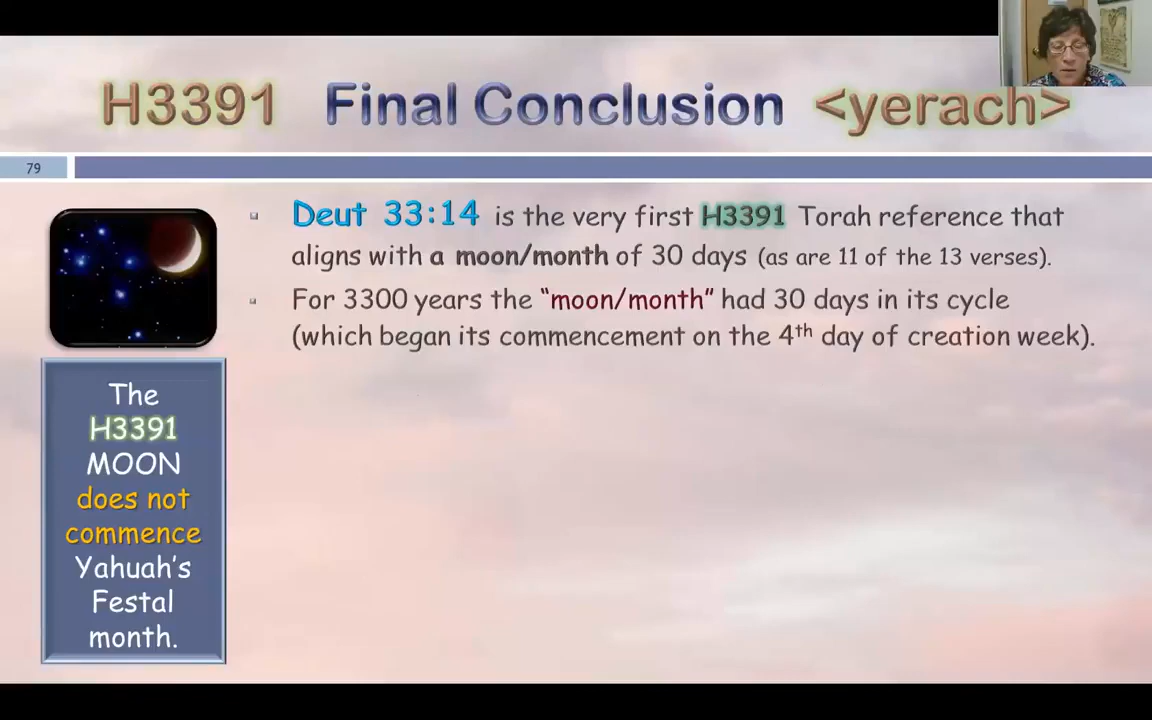 H3391 Final Conclusion <yerach>
79
Deut 33:14 is the very first H3391 Torah reference that
aligns with a moon/month of 30 days (as are 11 of the 13 verses).
For 3300 years the “moon/month” had 30 days in its cycle
(which began its commencement on the 4th day of creation week).
The
H3391
MOON
does not
commence
Yahuah’s
Festal
month.